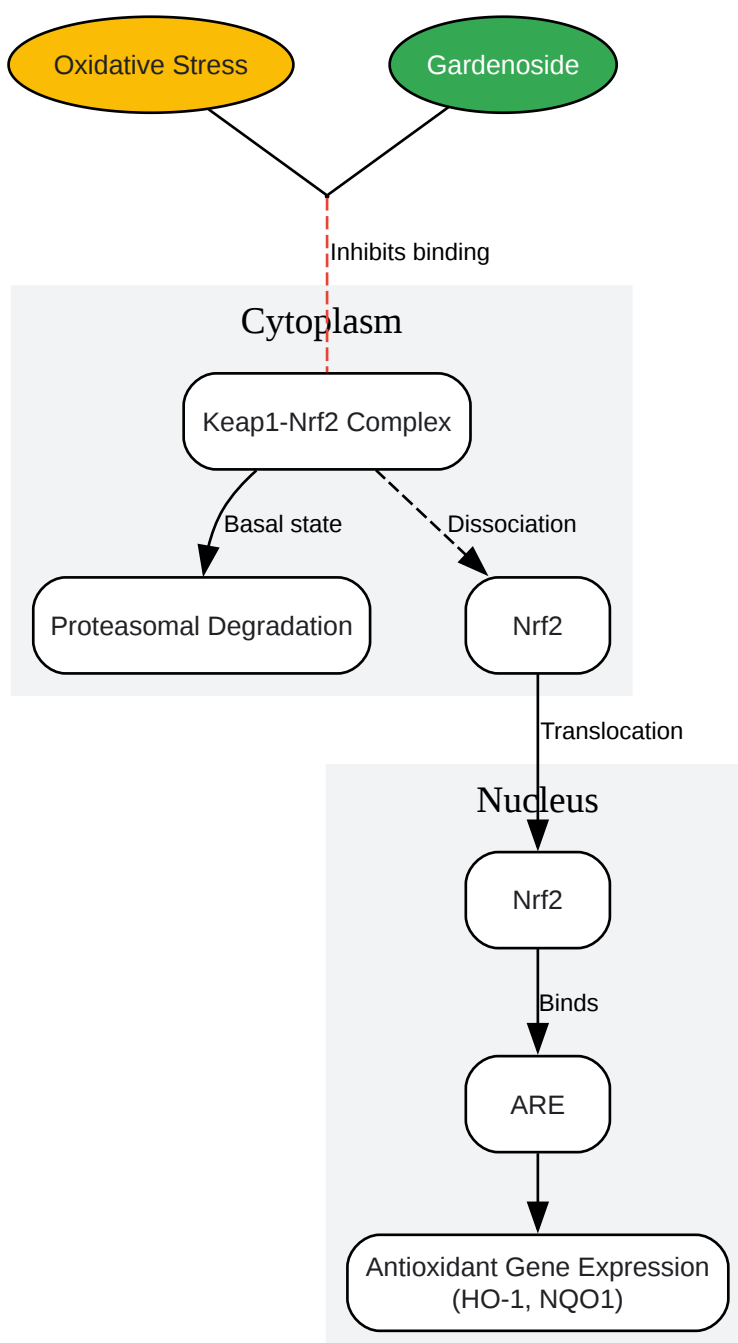 Oxidative Stress
Gardenoside
Inhibits binding
Cytoplasm
Keap1-Nrf2 Complex
Basal state
Dissociation
Proteasomal Degradation
Nrf2
Translocation
Nucleus
Nrf2
Binds
ARE
Antioxidant Gene Expression
(HO-1, NQO1)